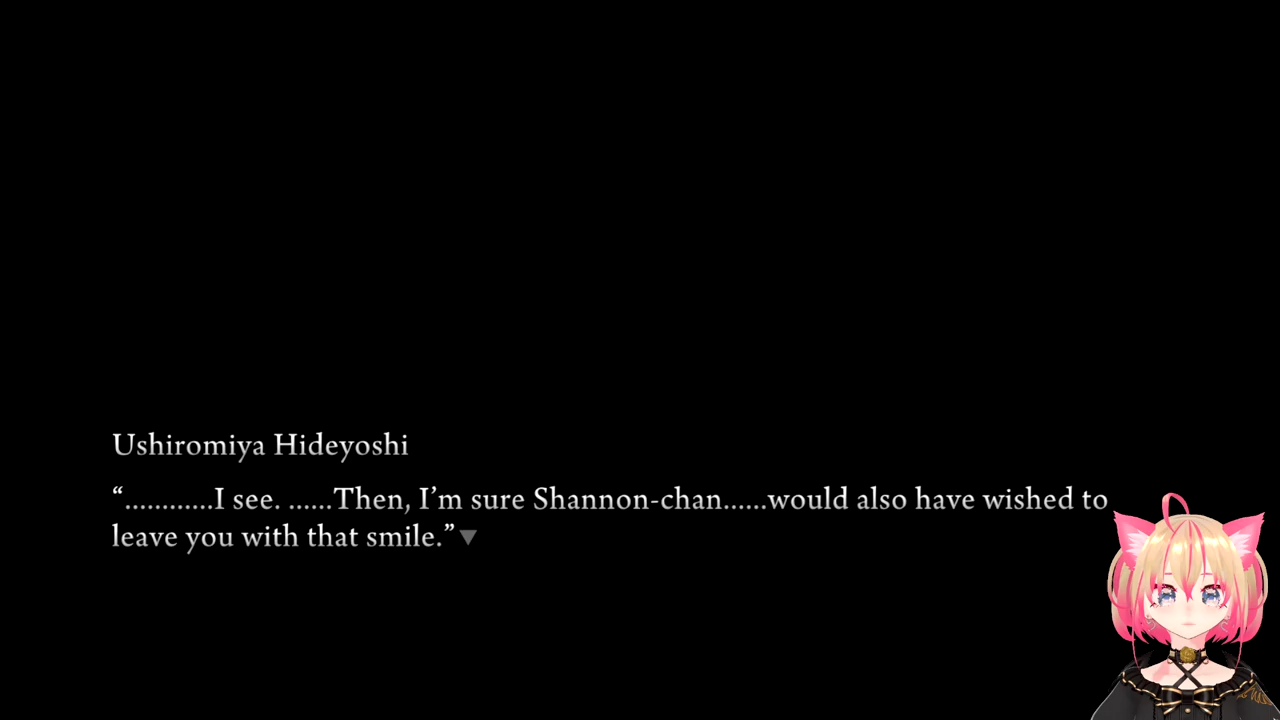 Ushiromiya Hideyoshi
“............I see. ......Then, I’m sure Shannon-chan......would also have wished to
leave you with that smile.”